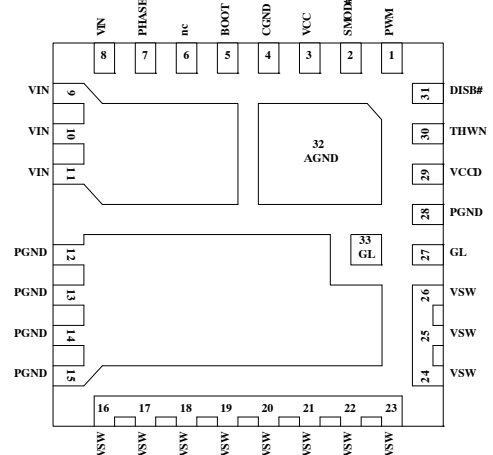 VIN PHASE nc BOOT CGND VCC SMOD# PWM
8 7 6 5 4 3 2 1
VIN 9
VIN 10
VIN 11
32
AGND
31 DISB#
30 THWN
29 VCCD
28 PGND
33
GL
27 GL
PGND 12
PGND 13
PGND 14
PGND 15
26 VSW
25 VSW
24 VSW
16 17 18 19 20 21 22 23
VSW VSW VSW VSW VSW VSW VSW VSW